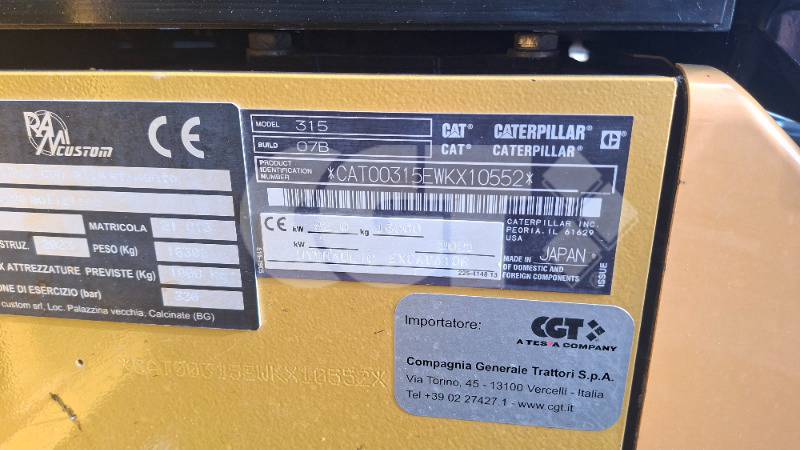 RAM
CUSTOM
CE
MATRICOLA 21 013
STRUZ. 2023 PESO (Kg)
X ATTREZZATURE PREVISTE (Kg)
ONE DI ESERCIZIO (bar)
custom srl, Loc. Palazzina vecchia, Calcinate (BG)
MODEL 315
BUILD 07B
CAT® CATERPILLAR®
CAT® CATERPILLAR®
PRODUCT IDENTIFICATION NUMBER *CAT00315EWKX10552*
CE kW kg
kW
HYDRAULIC EXCAVATOR
CATERPILLAR INC.
PEORIA, IL 61629
USA
MADE IN JAPAN
DOMESTIC AND
FOREIGN COMPONENTS
ISSUE
*CAT00315EWKX10552*
Importatore:
CGT®
A TESYA COMPANY
Compagnia Generale Trattori S.p.A.
Via Torino, 45 - 13100 Vercelli - Italia
Tel +39 02 27427.1 - www.cgt.it